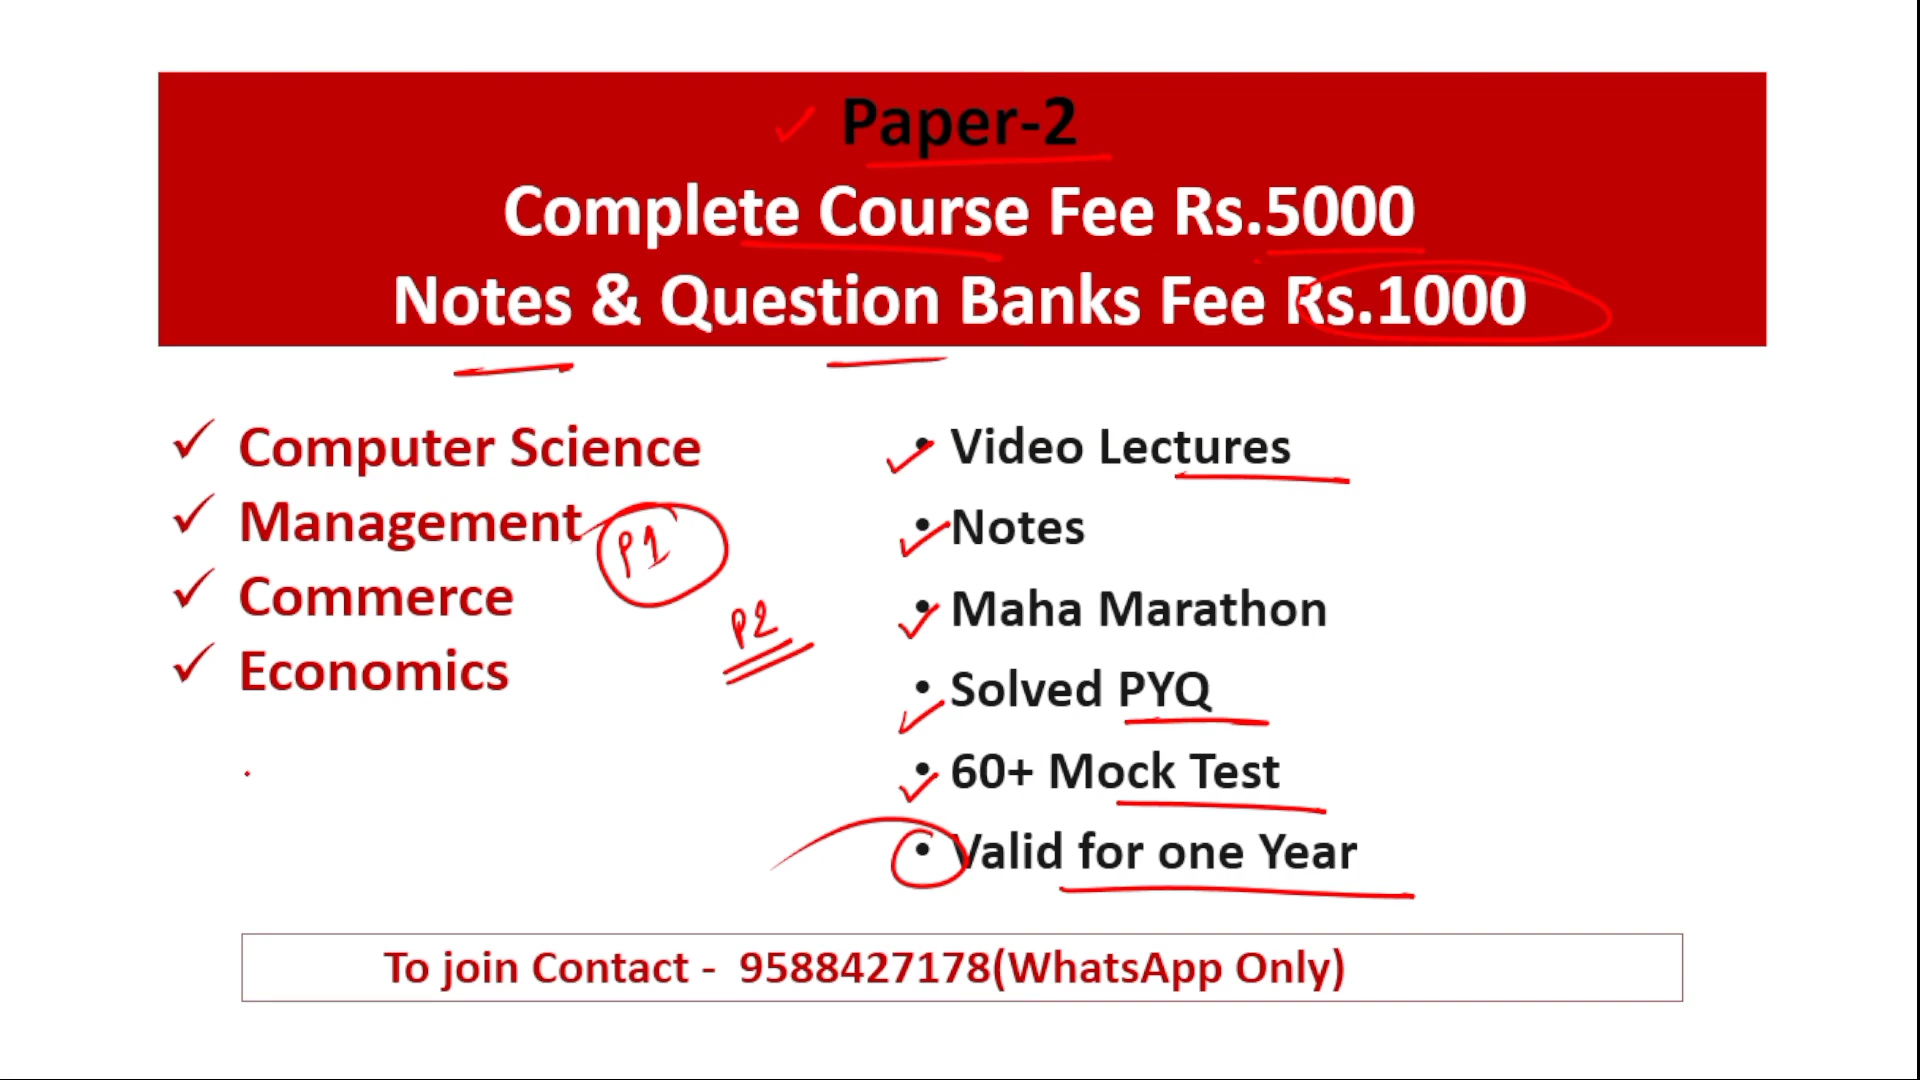 Paper-2
Complete Course Fee Rs.5000
Notes & Question Banks Fee Rs.1000
Computer Science
Management
Commerce
Economics
P1
P2
Video Lectures
Notes
Maha Marathon
Solved PYQ
60+ Mock Test
Valid for one Year
To join Contact - 9588427178(WhatsApp Only)